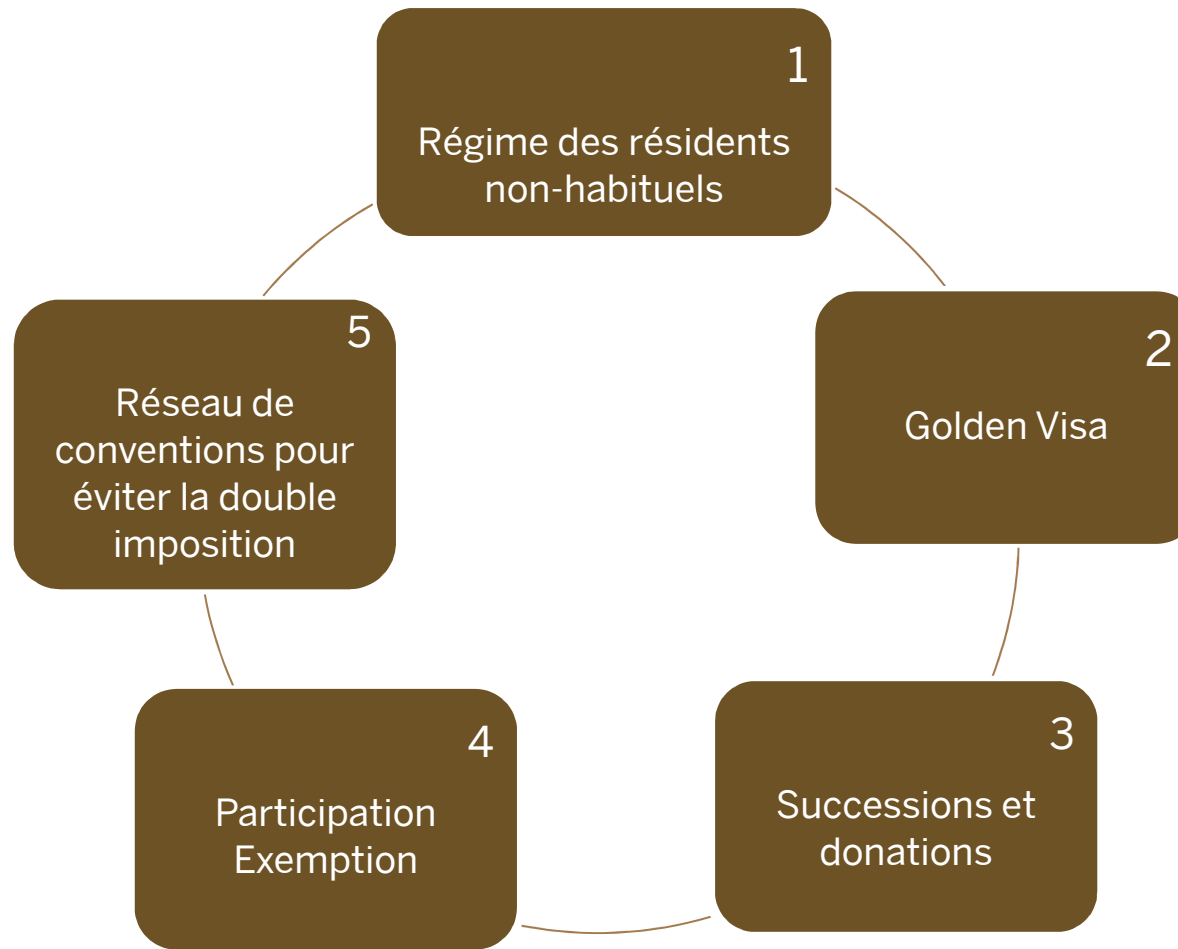 1
Régime des résidents
non-habituels
2
Golden Visa
3
Successions et
donations
4
Participation
Exemption
5
Réseau de
conventions pour
éviter la double
imposition